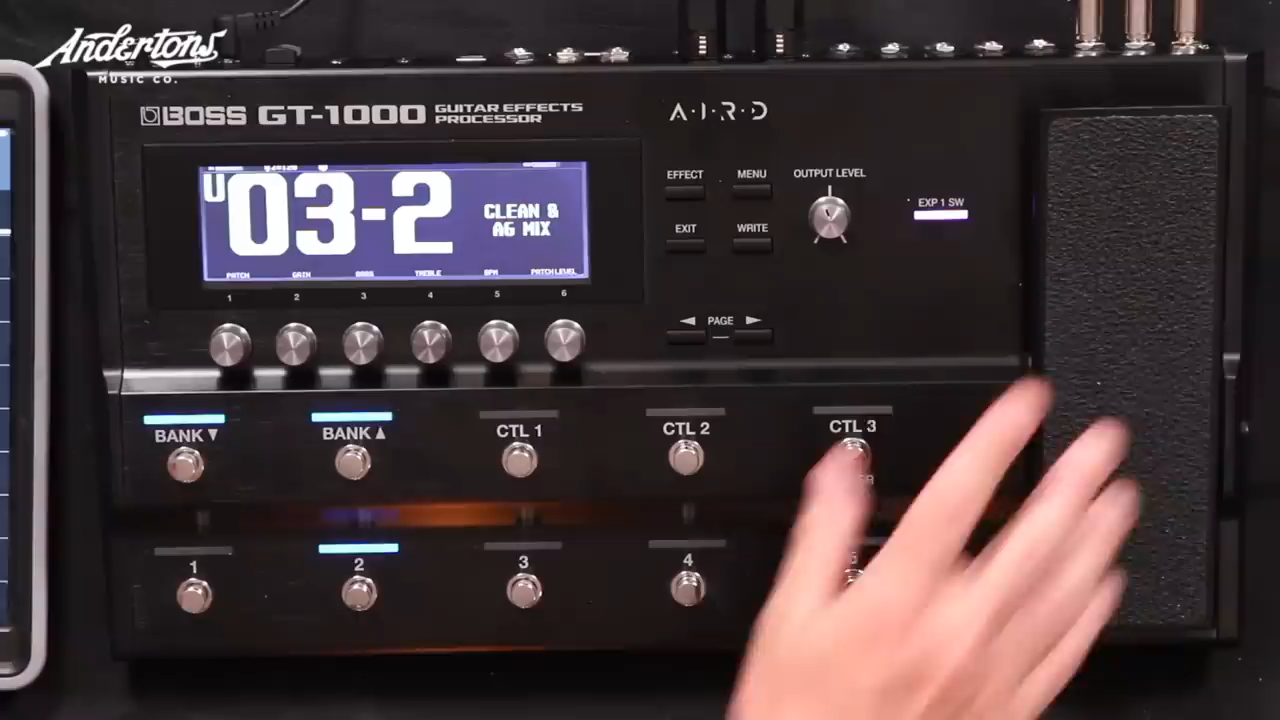 Andertons
MUSIC CO.
BOSS GT-1000 GUITAR EFFECTS
PROCESSOR
A·I·R·D
U03-2
CLEAN &
AG MIX
PATCH GAIN BASS TREBLE BPM PATCH LEVEL
1 2 3 4 5 6
EFFECT MENU OUTPUT LEVEL
EXP 1 SW
EXIT WRITE
◄ PAGE ►
BANK ▼ BANK ▲ CTL 1 CTL 2 CTL 3
1 2 3 4 5